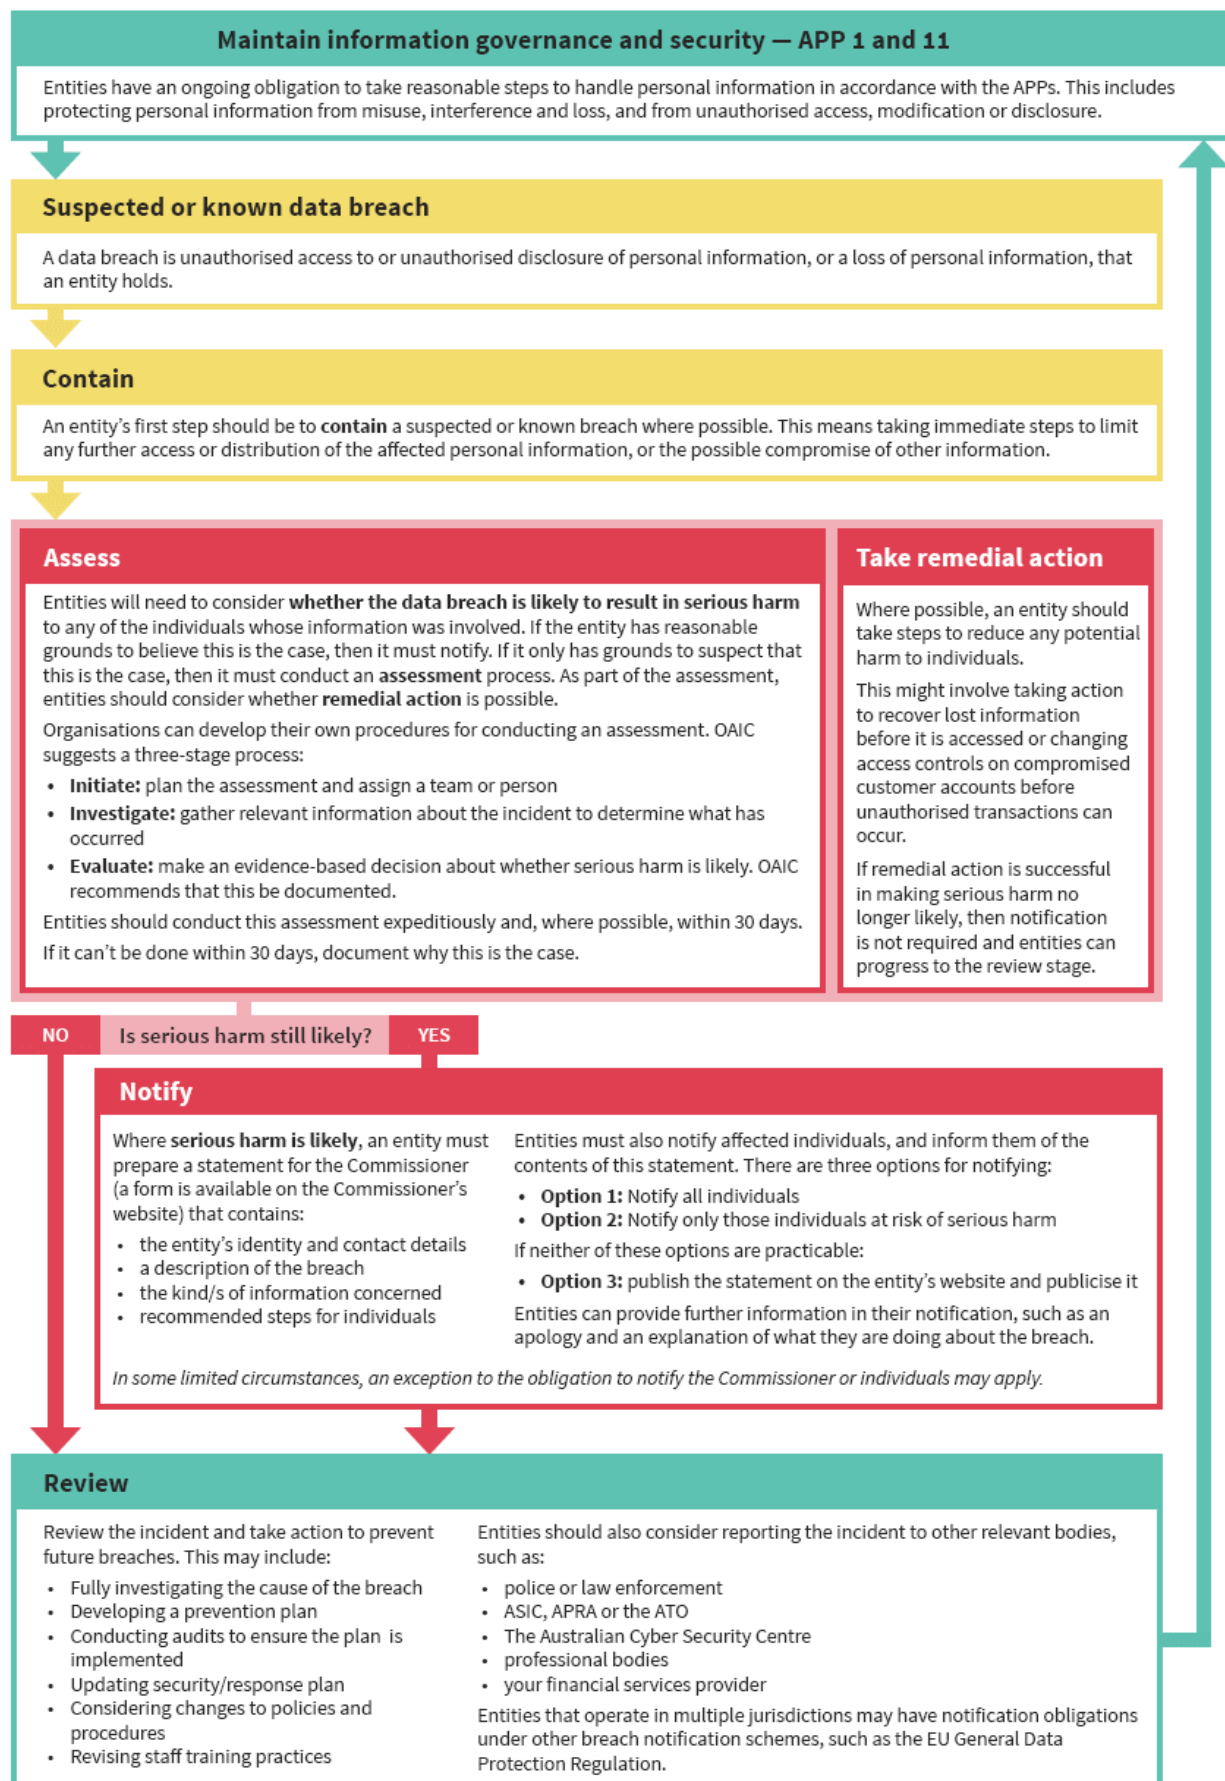 Maintain information governance and security — APP 1 and 11
Entities have an ongoing obligation to take reasonable steps to handle personal information in accordance with the APPs. This includes
protecting personal information from misuse, interference and loss, and from unauthorised access, modification or disclosure.
Suspected or known data breach
A data breach is unauthorised access to or unauthorised disclosure of personal information, or a loss of personal information, that
an entity holds.
Contain
An entity's first step should be to contain a suspected or known breach where possible. This means taking immediate steps to limit
any further access or distribution of the affected personal information, or the possible compromise of other information.
Assess
Entities will need to consider whether the data breach is likely to result in serious harm
to any of the individuals whose information was involved. If the entity has reasonable
grounds to believe this is the case, then it must notify. If it only has grounds to suspect that
this is the case, then it must conduct an assessment process. As part of the assessment,
entities should consider whether remedial action is possible.
Organisations can develop their own procedures for conducting an assessment. OAIC
suggests a three-stage process:
• Initiate: plan the assessment and assign a team or person
• Investigate: gather relevant information about the incident to determine what has
occurred
• Evaluate: make an evidence-based decision about whether serious harm is likely. OAIC
recommends that this be documented.
Entities should conduct this assessment expeditiously and, where possible, within 30 days.
If it can't be done within 30 days, document why this is the case.
Take remedial action
Where possible, an entity should
take steps to reduce any potential
harm to individuals.
This might involve taking action
to recover lost information
before it is accessed or changing
access controls on compromised
customer accounts before
unauthorised transactions can
occur.
If remedial action is successful
in making serious harm no
longer likely, then notification
is not required and entities can
progress to the review stage.
NO
Is serious harm still likely?
YES
Notify
Where serious harm is likely, an entity must
prepare a statement for the Commissioner
(a form is available on the Commissioner's
website) that contains:
• the entity's identity and contact details
• a description of the breach
• the kind/s of information concerned
• recommended steps for individuals
Entities must also notify affected individuals, and inform them of the
contents of this statement. There are three options for notifying:
• Option 1: Notify all individuals
• Option 2: Notify only those individuals at risk of serious harm
If neither of these options are practicable:
• Option 3: publish the statement on the entity's website and publicise it
Entities can provide further information in their notification, such as an
apology and an explanation of what they are doing about the breach.
In some limited circumstances, an exception to the obligation to notify the Commissioner or individuals may apply.
Review
Review the incident and take action to prevent
future breaches. This may include:
• Fully investigating the cause of the breach
• Developing a prevention plan
• Conducting audits to ensure the plan is
implemented
• Updating security/response plan
• Considering changes to policies and
procedures
• Revising staff training practices
Entities should also consider reporting the incident to other relevant bodies,
such as:
• police or law enforcement
• ASIC, APRA or the ATO
• The Australian Cyber Security Centre
• professional bodies
• your financial services provider
Entities that operate in multiple jurisdictions may have notification obligations
under other breach notification schemes, such as the EU General Data
Protection Regulation.